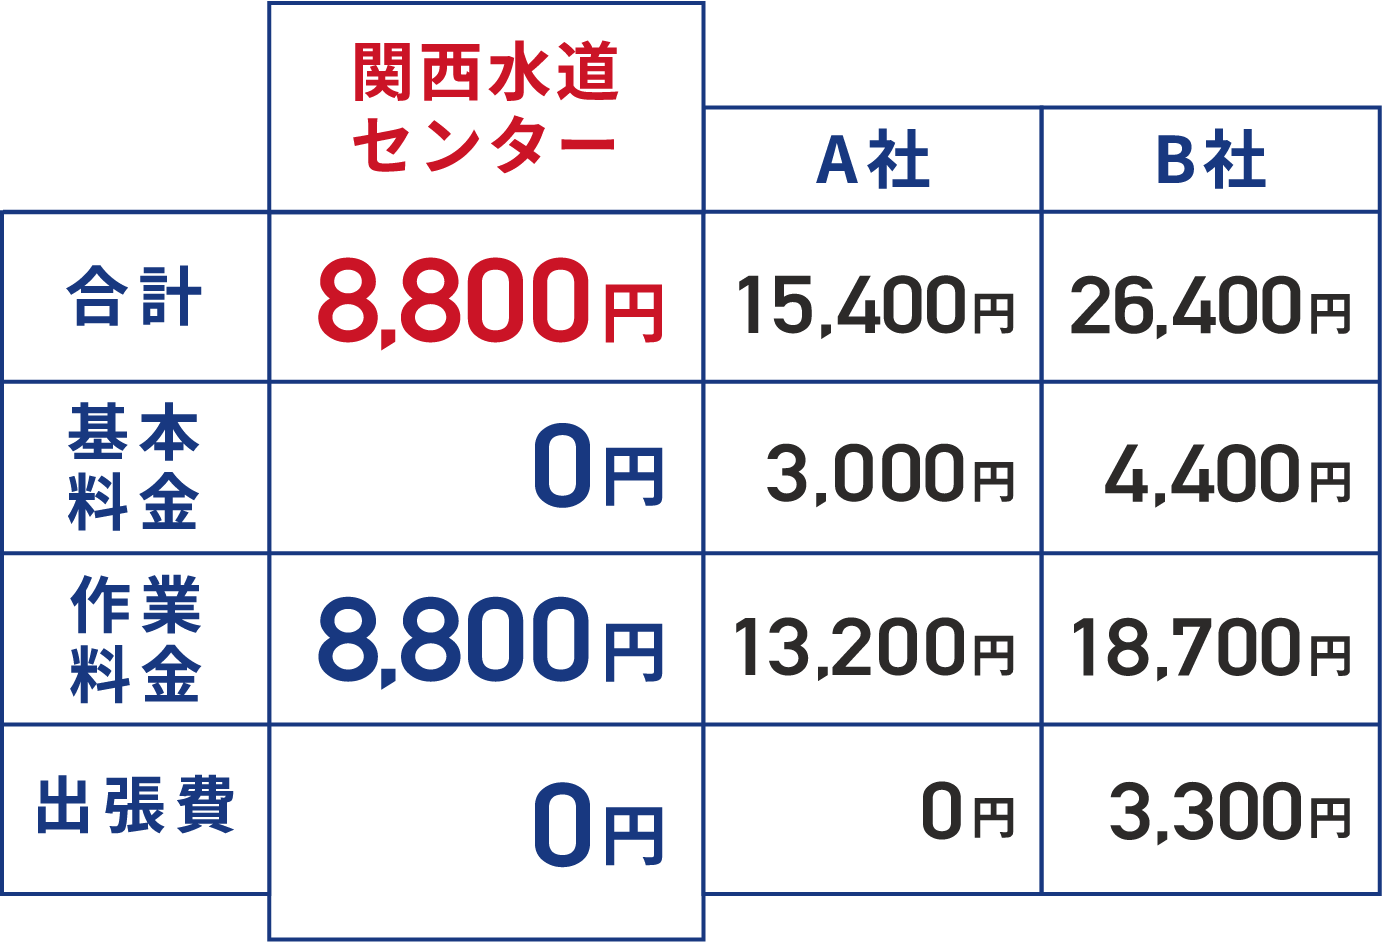 関西水道
センター
A社
B社
合計
8,800円
15,400円
26,400円
基本
料金
0円
3,000円
4,400円
作業
料金
8,800円
13,200円
18,700円
出張費
0円
0円
3,300円